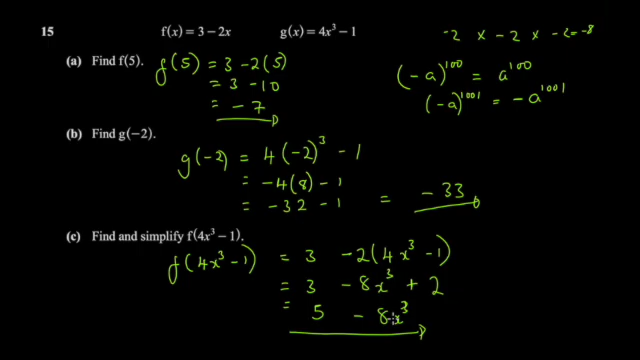 15 f(x) = 3 − 2x g(x) = 4x³ − 1
-2 × -2 × -2 = -8
(a) Find f(5). f(5) = 3 - 2(5)
= 3 - 10
= - 7
(-a)¹⁰⁰ = a¹⁰⁰
(-a)¹⁰⁰¹ = - a¹⁰⁰¹
(b) Find g(−2).
g(-2) = 4(-2)³ - 1
= -4(8) - 1
= -32 - 1 = - 33
(c) Find and simplify f(4x³ − 1).
f(4x³ - 1) = 3 - 2(4x³ - 1)
= 3 - 8x³ + 2
= 5 - 8x³